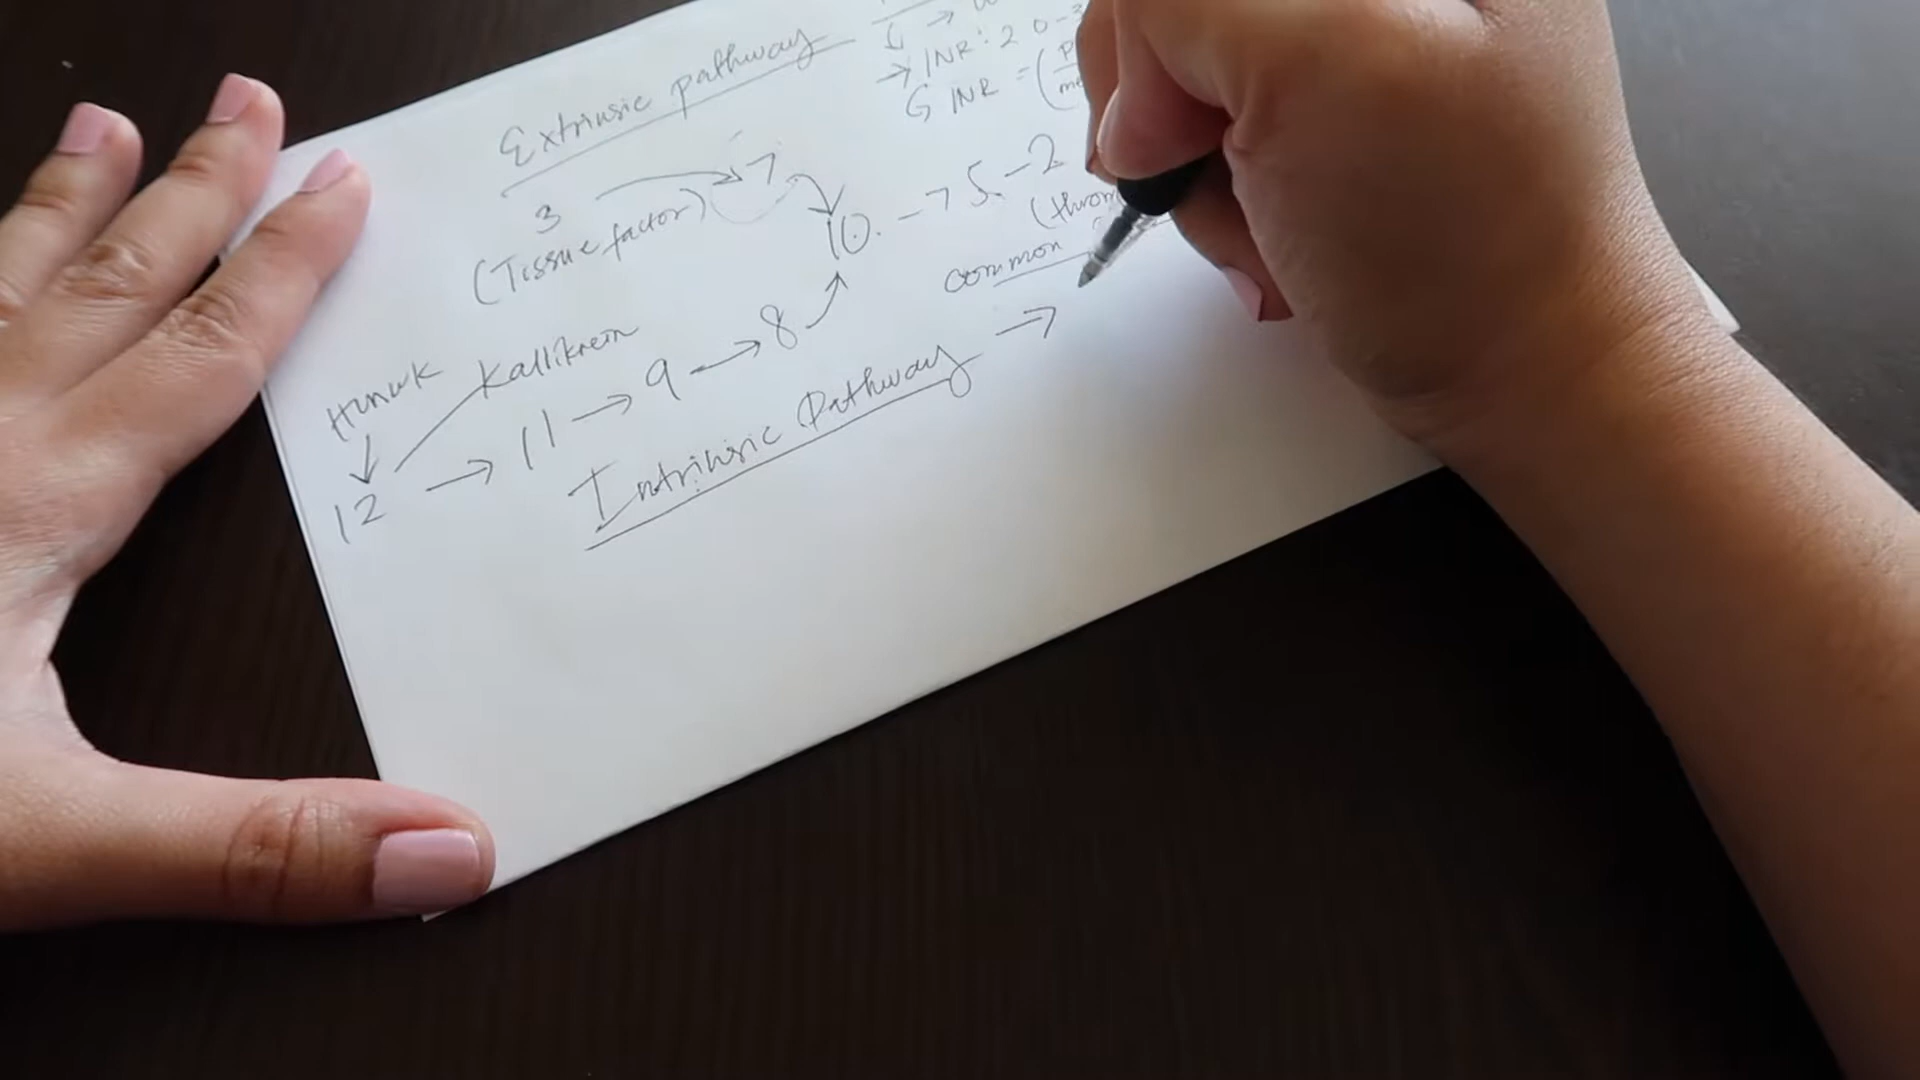 Extrinsic pathway
→ INR: 2 0-3
G INR = (
3 → 7
(Tissue factor)
10. → 5 - 2
(throm
common
HMWK Kallikrein
12 → 11 → 9 → 8
Intrinsic Pathway →